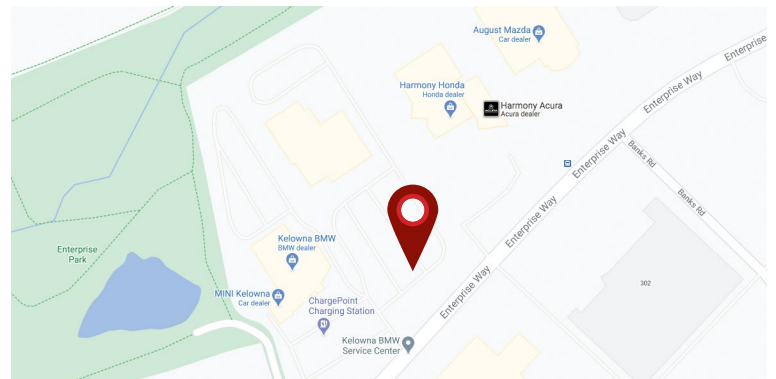 August Mazda
Car dealer
Enterprise Way
Harmony Honda
Honda dealer
Harmony Acura
Acura dealer
Enterprise Way
Enterprise Way
Banks Rd
Banks Rd
Enterprise Way
Kelowna BMW
BMW dealer
Enterprise
Park
Enterprise Way
302
MINI Kelowna
Car dealer
ChargePoint
Charging Station
Kelowna BMW
Service Center